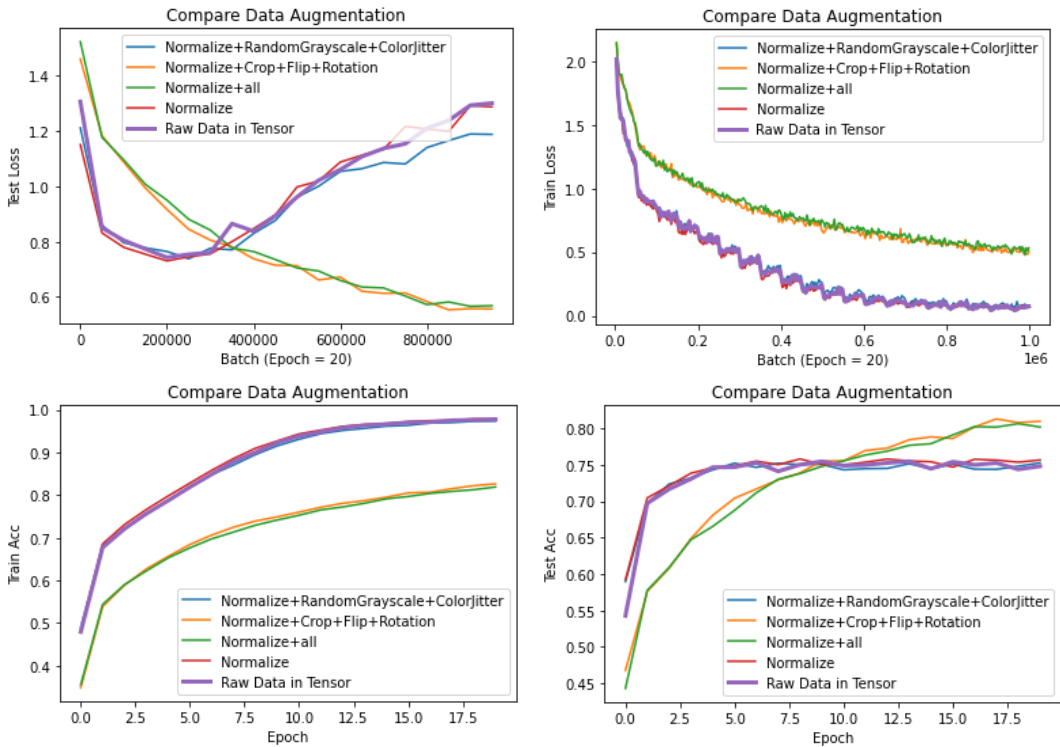 Compare Data Augmentation
Test Loss
1.4
1.2
1.0
0.8
0.6
Normalize+RandomGrayscale+ColorJitter
Normalize+Crop+Flip+Rotation
Normalize+all
Normalize
Raw Data in Tensor
0
200000
400000
600000
800000
Batch (Epoch = 20)
Compare Data Augmentation
Train Loss
2.0
1.5
1.0
0.5
0.0
Normalize+RandomGrayscale+ColorJitter
Normalize+Crop+Flip+Rotation
Normalize+all
Normalize
Raw Data in Tensor
0.0
0.2
0.4
0.6
0.8
1.0
1e6
Batch (Epoch = 20)
Compare Data Augmentation
Train Acc
1.0
0.9
0.8
0.7
0.6
0.5
0.4
Normalize+RandomGrayscale+ColorJitter
Normalize+Crop+Flip+Rotation
Normalize+all
Normalize
Raw Data in Tensor
0.0
2.5
5.0
7.5
10.0
12.5
15.0
17.5
Epoch
Compare Data Augmentation
Test Acc
0.80
0.75
0.70
0.65
0.60
0.55
0.50
0.45
Normalize+RandomGrayscale+ColorJitter
Normalize+Crop+Flip+Rotation
Normalize+all
Normalize
Raw Data in Tensor
0.0
2.5
5.0
7.5
10.0
12.5
15.0
17.5
Epoch